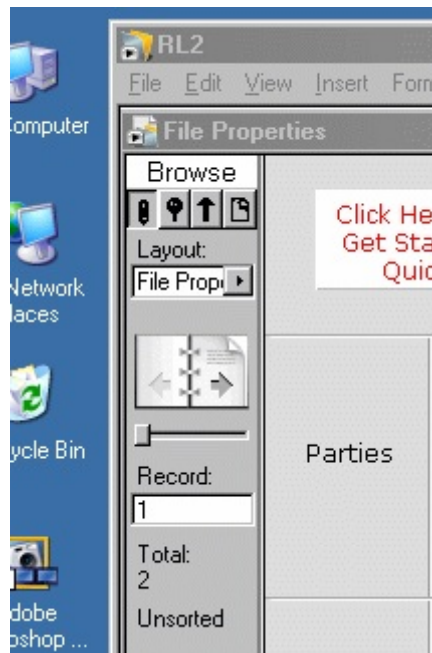 RL2
File Edit View Insert Form
Computer
File Properties
Browse
Layout:
File Prop
Click He
Get Sta
Quic
Network
laces
ycle Bin
Parties
Record:
1
Total:
2
Unsorted
dobe
oshop ...